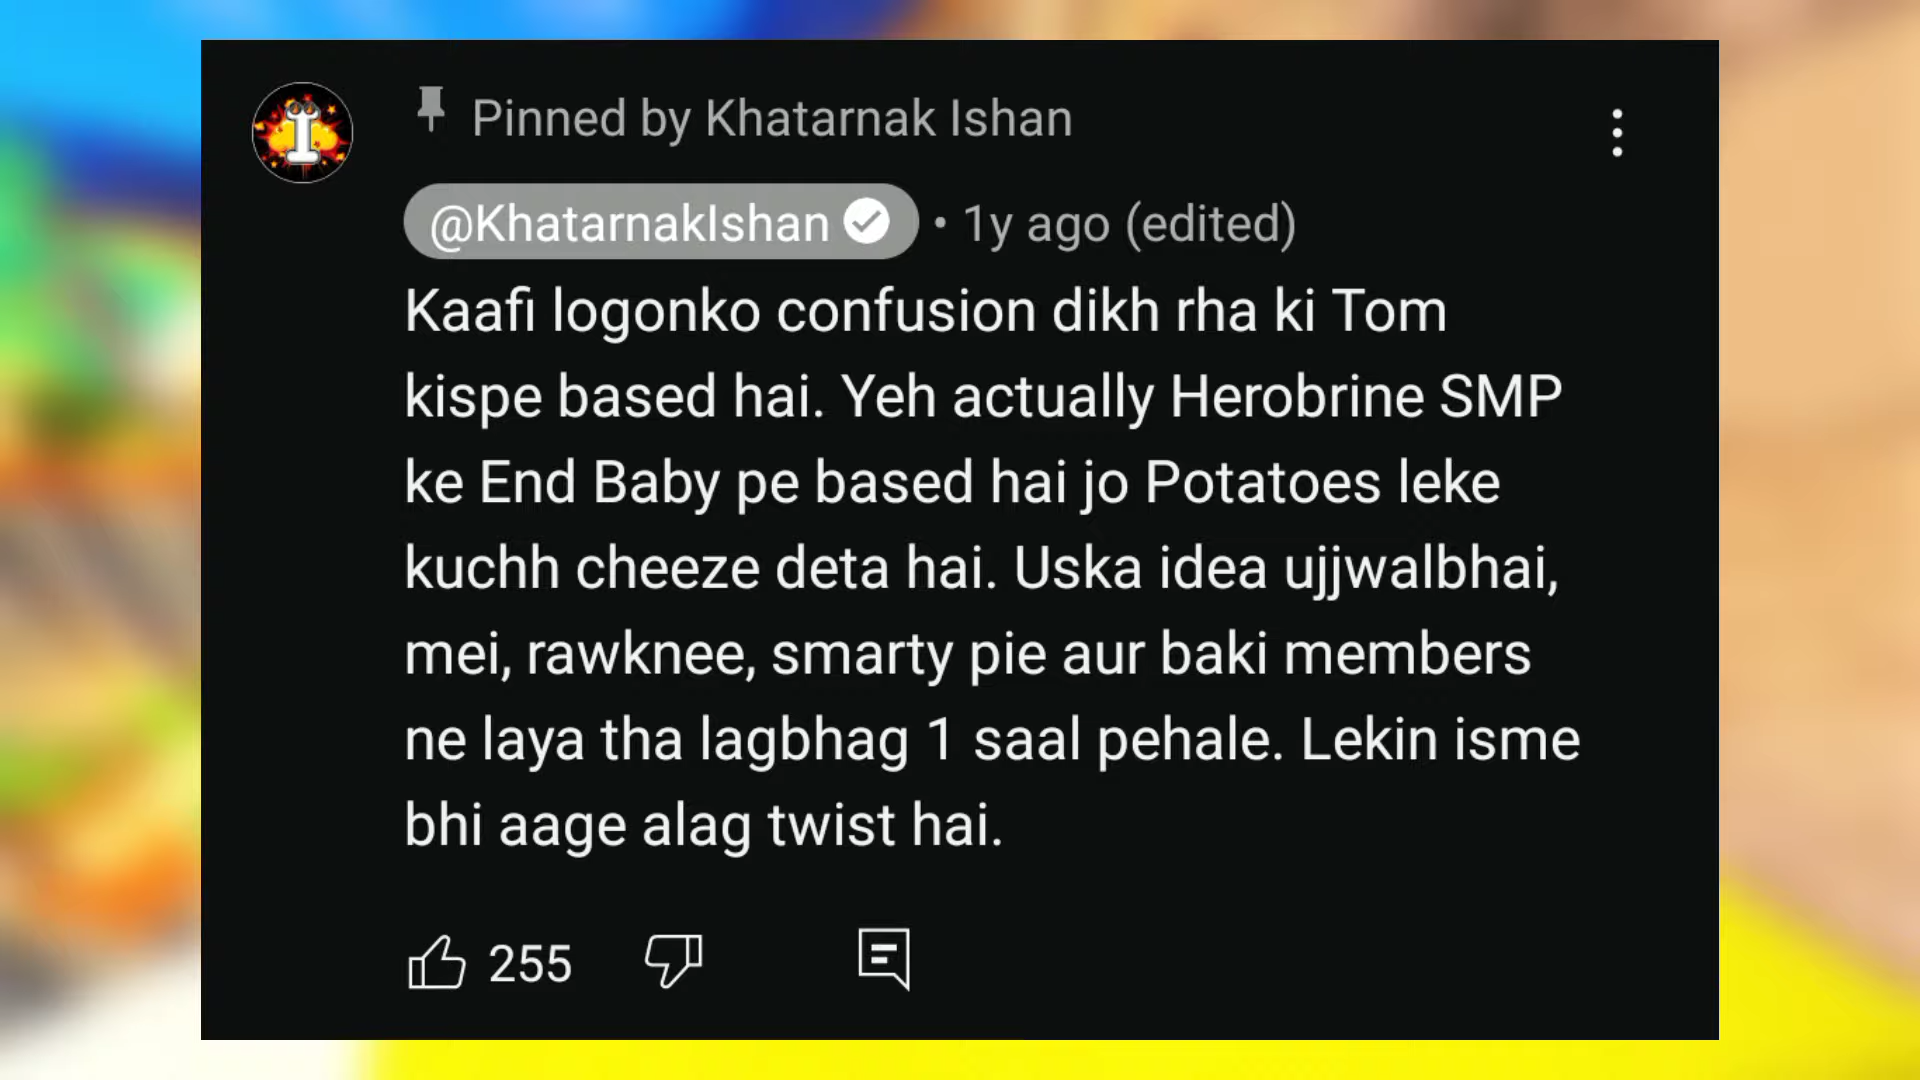 Pinned by Khatarnak Ishan
@KhatarnakIshan • 1y ago (edited)
Kaafi logonko confusion dikh rha ki Tom
kispe based hai. Yeh actually Herobrine SMP
ke End Baby pe based hai jo Potatoes leke
kuchh cheeze deta hai. Uska idea ujjwalbhai,
mei, rawknee, smarty pie aur baki members
ne laya tha lagbhag 1 saal pehale. Lekin isme
bhi aage alag twist hai.
255